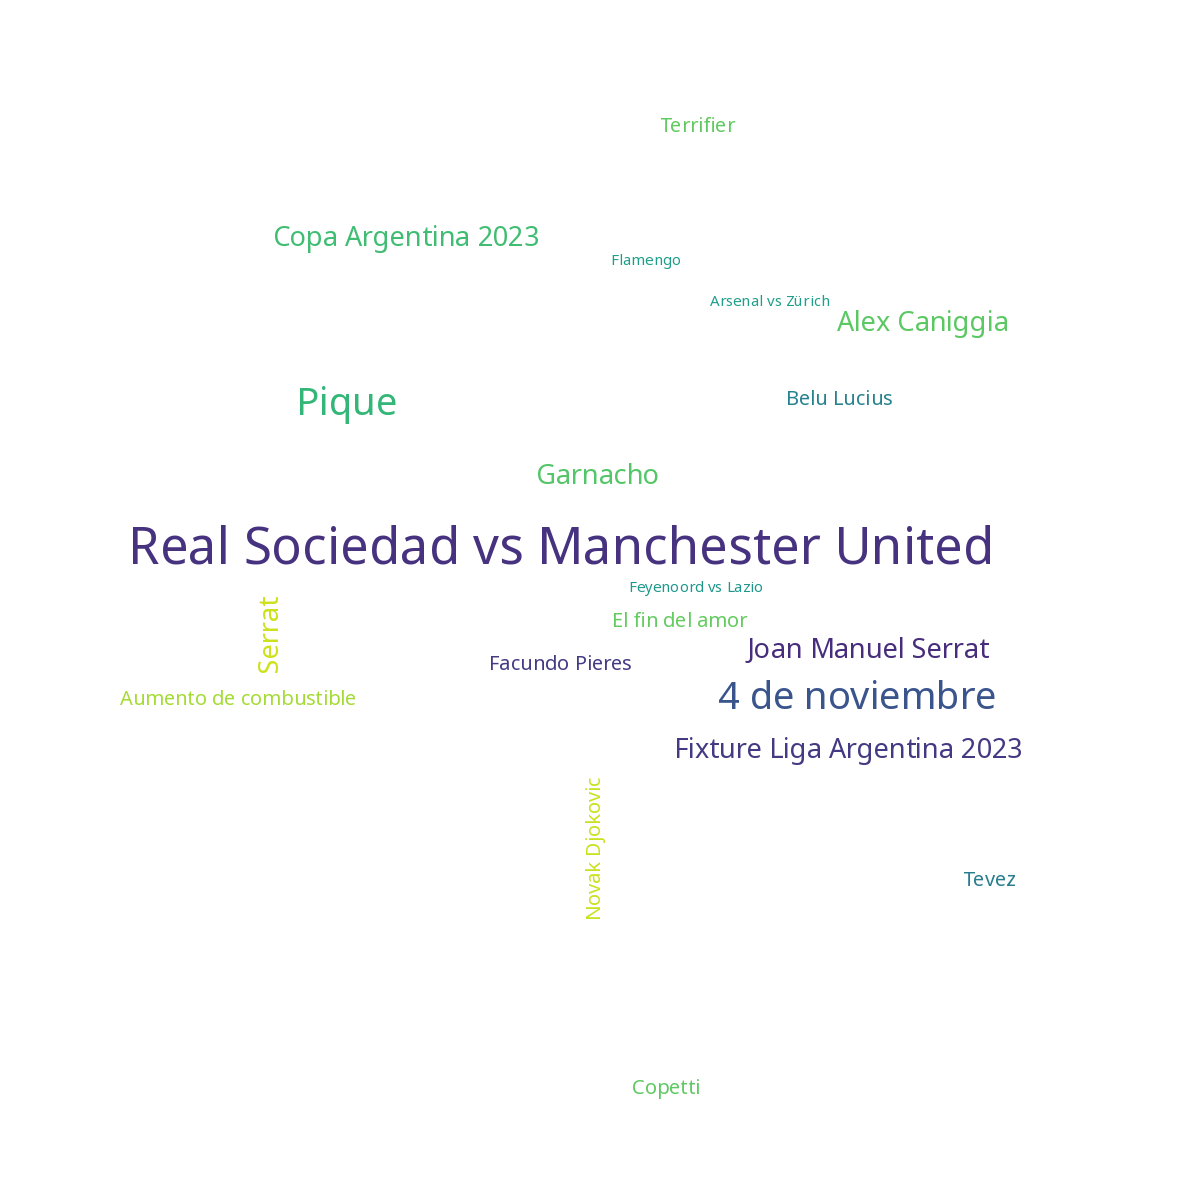 Terrifier
Copa Argentina 2023
Flamengo
Arsenal vs Zürich
Alex Caniggia
Pique
Belu Lucius
Garnacho
Real Sociedad vs Manchester United
Feyenoord vs Lazio
Serrat
El fin del amor
Joan Manuel Serrat
Facundo Pieres
Aumento de combustible
4 de noviembre
Fixture Liga Argentina 2023
Novak Djokovic
Tevez
Copetti